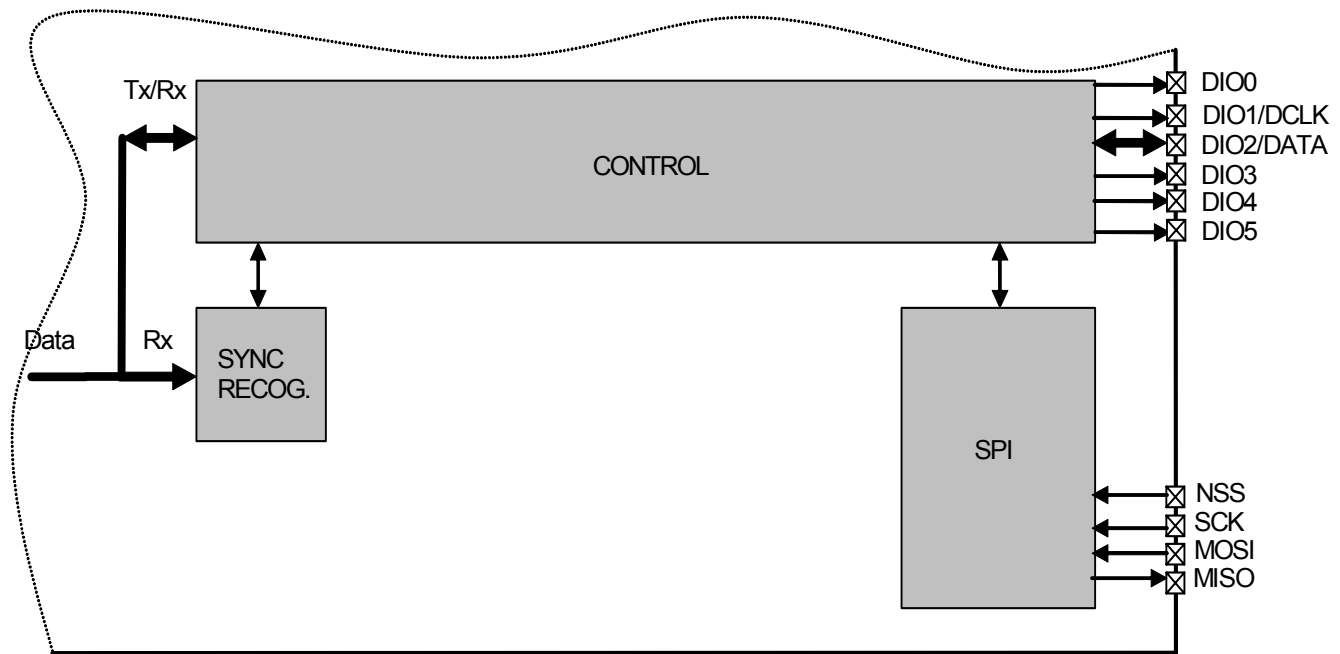 Tx/Rx
CONTROL
DIO0
DIO1/DCLK
DIO2/DATA
DIO3
DIO4
DIO5
Data
Rx
SYNC
RECOG.
SPI
NSS
SCK
MOSI
MISO